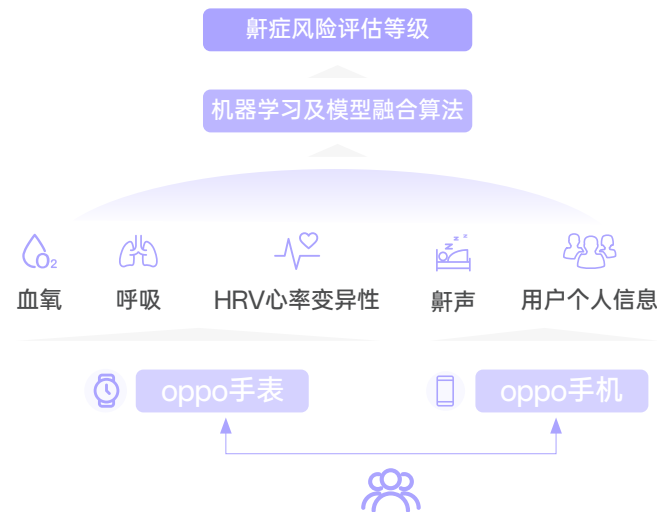 鼾症风险评估等级
机器学习及模型融合算法
O₂
z z z
血氧
呼吸
HRV心率变异性
鼾声
用户个人信息
oppo手表
oppo手机